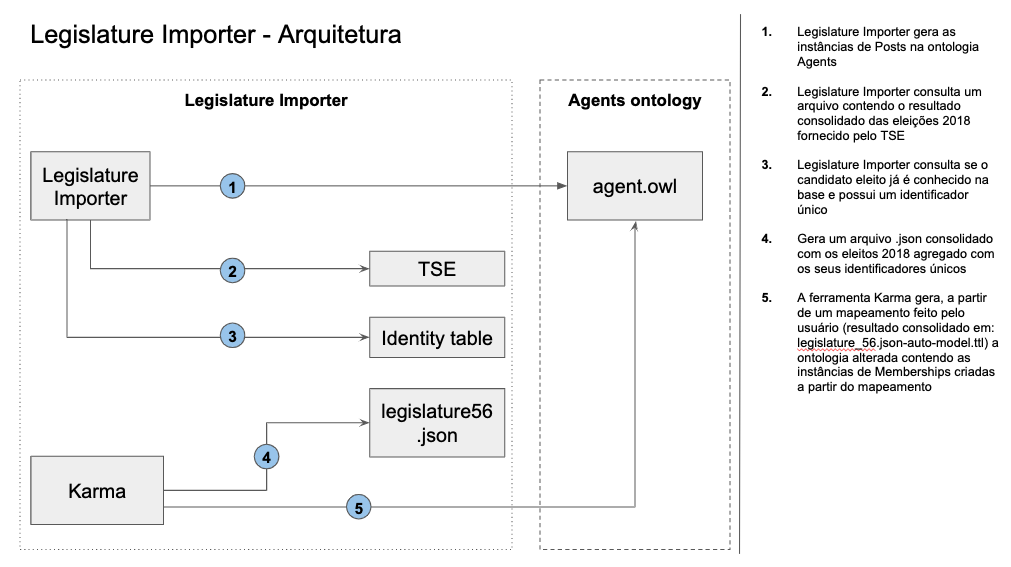 Legislature Importer - Arquitetura
Legislature Importer
Agents ontology
Legislature
Importer
1
agent.owl
2
TSE
3
Identity table
legislature56
.json
4
Karma
5
1. Legislature Importer gera as
instâncias de Posts na ontologia
Agents
2. Legislature Importer consulta um
arquivo contendo o resultado
consolidado das eleições 2018
fornecido pelo TSE
3. Legislature Importer consulta se o
candidato eleito já é conhecido na
base e possui um identificador
único
4. Gera um arquivo .json consolidado
com os eleitos 2018 agregado com
os seus identificadores únicos
5. A ferramenta Karma gera, a partir
de um mapeamento feito pelo
usuário (resultado consolidado em:
legislature_56.json-auto-model.ttl) a
ontologia alterada contendo as
instâncias de Memberships criadas
a partir do mapeamento